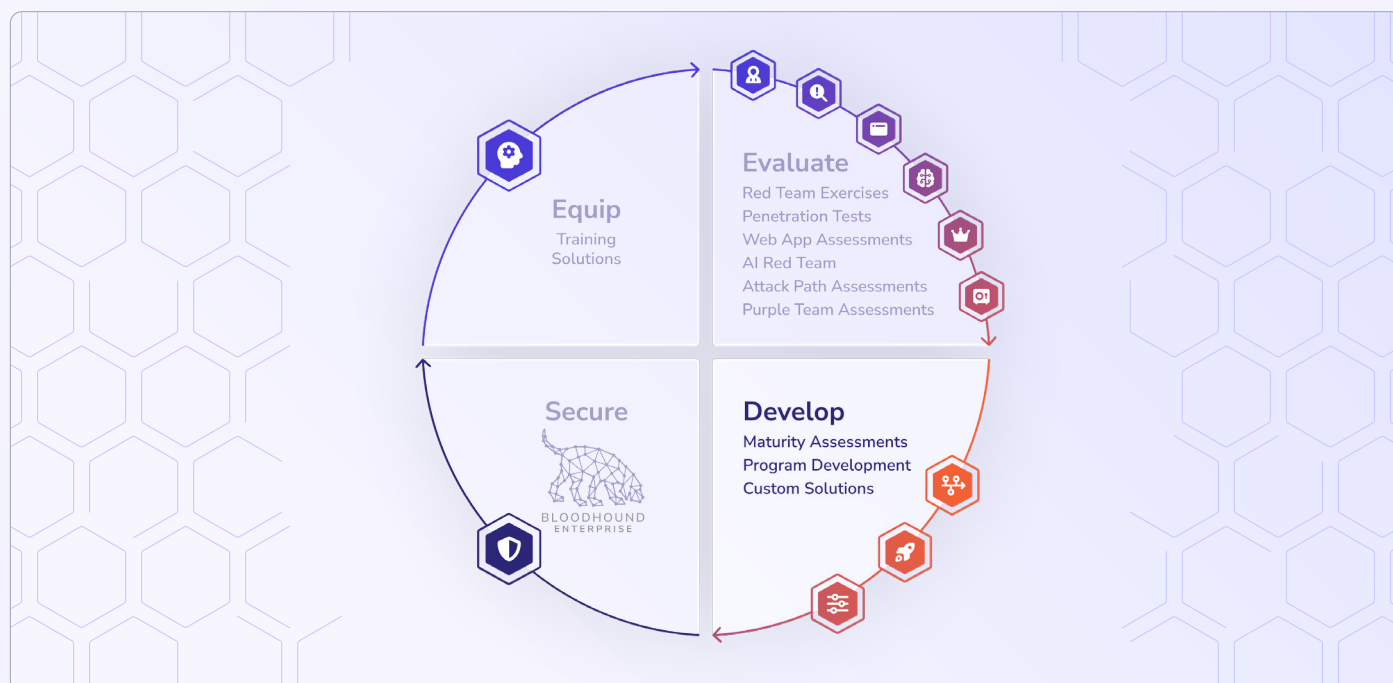 Equip
Training
Solutions
Evaluate
Red Team Exercises
Penetration Tests
Web App Assessments
AI Red Team
Attack Path Assessments
Purple Team Assessments
Secure
BLOODHOUND
ENTERPRISE
Develop
Maturity Assessments
Program Development
Custom Solutions